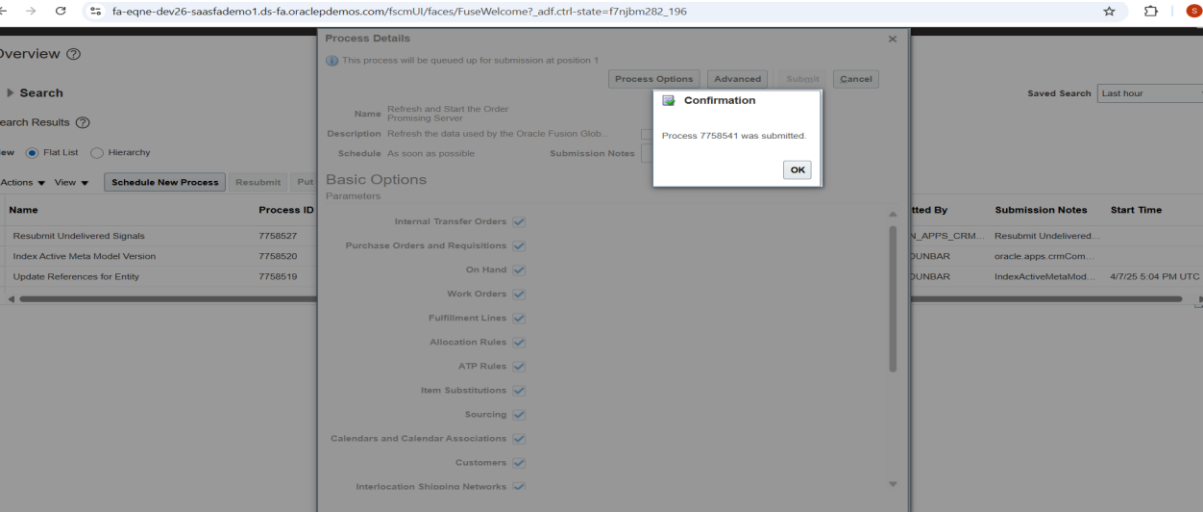 fa-eqne-dev26-saasfademo1.ds-fa.oraclepdemos.com/fscmUI/faces/FuseWelcome?_adf.ctrl-state=f7njbm282_196
S
Process Details
Overview
This process will be queued up for submission at position 1
Process Options Advanced Submit Cancel
Search
Saved Search Last hour
Confirmation
Name Refresh and Start the Order Promising Server
Search Results
Description Refresh the data used by the Oracle Fusion Glob...
Process 7758541 was submitted.
View Flat List Hierarchy
Schedule As soon as possible Submission Notes
OK
Actions View Schedule New Process Resubmit Put
Basic Options
Parameters
Name Process ID
tted By Submission Notes Start Time
Resubmit Undelivered Signals 7758527
N_APPS_CRM... Resubmit Undelivered...
Index Active Meta Model Version 7758520
DUNBAR oracle.apps.crmCom...
Update References for Entity 7758519
DUNBAR IndexActiveMetaMod... 4/7/25 5:04 PM UTC
Internal Transfer Orders
Purchase Orders and Requisitions
On Hand
Work Orders
Fulfillment Lines
Allocation Rules
ATP Rules
Item Substitutions
Sourcing
Calendars and Calendar Associations
Customers
Interlocation Shipping Networks